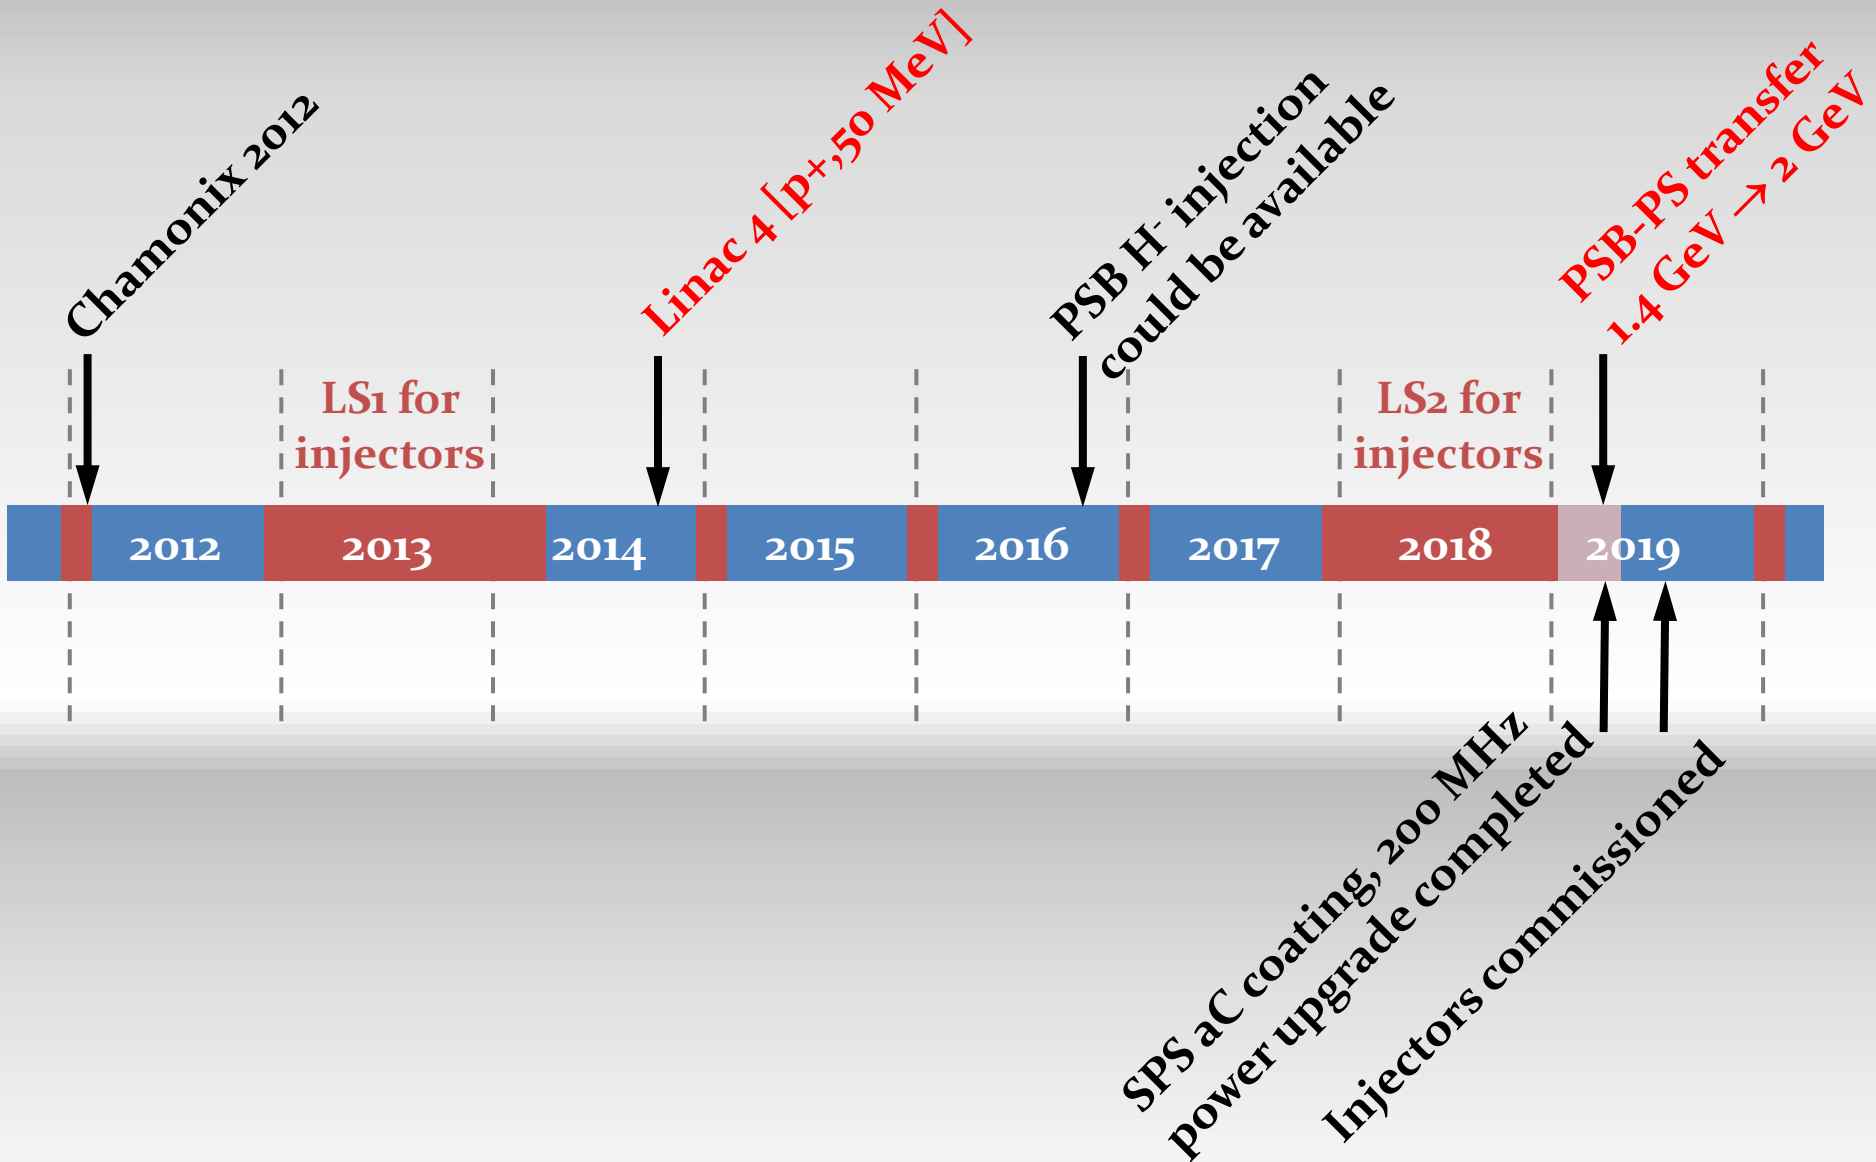 Chamonix 2012
Linac 4 [p+,50 MeV]
PSB H- injection
could be available
PSB-PS transfer
1.4 GeV → 2 GeV
LS1 for
injectors
LS2 for
injectors
2012
2013
2014
2015
2016
2017
2018
2019
SPS aC coating, 200 MHz
power upgrade completed
Injectors commissioned